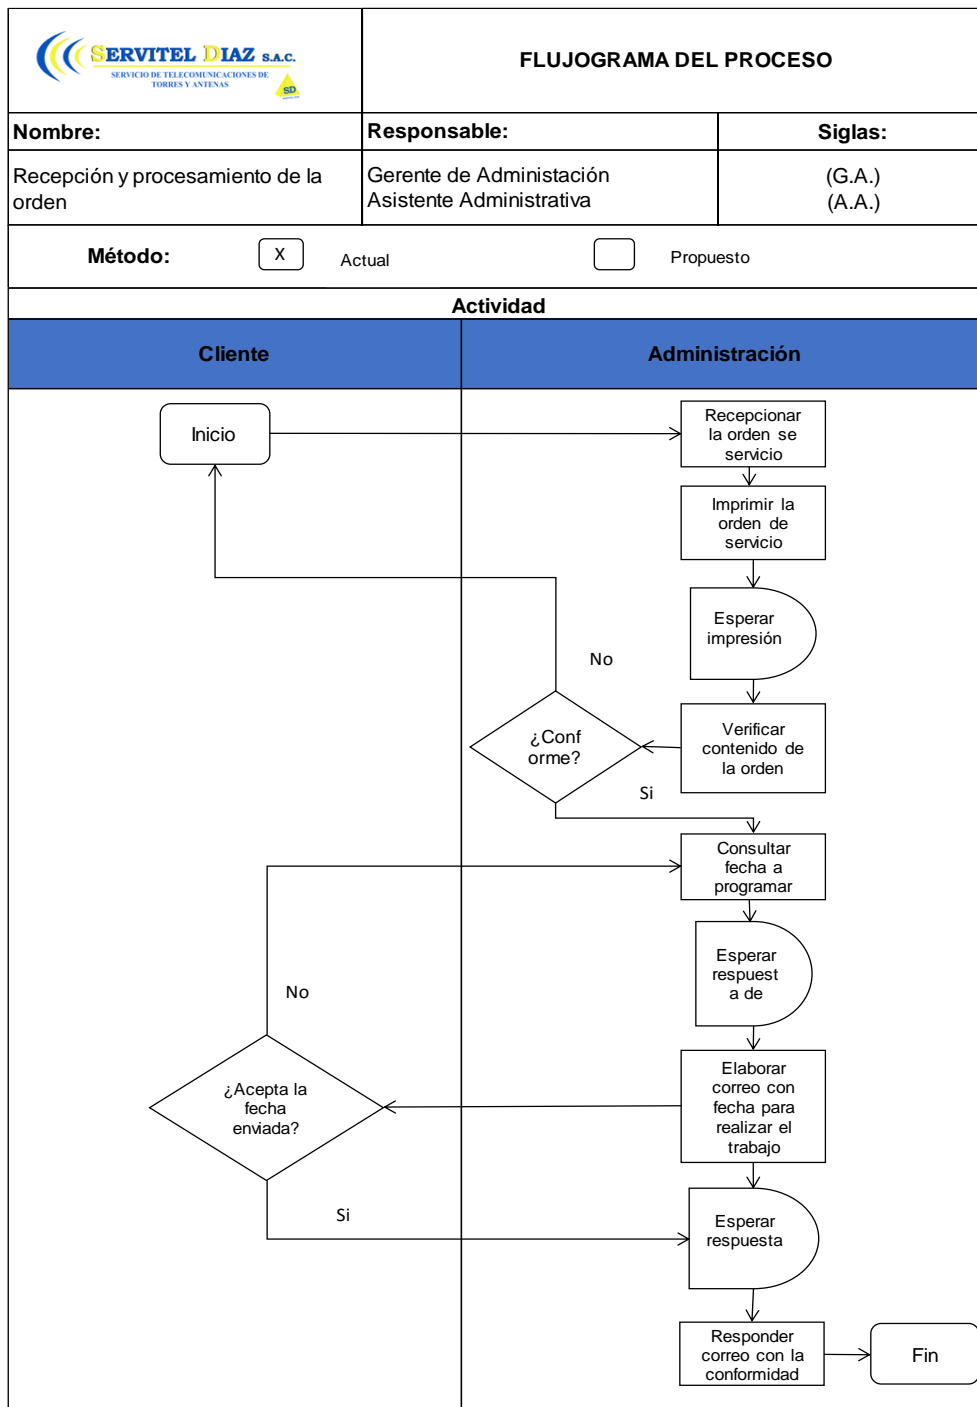 SERVITEL DIAZ S.A.C.
SERVICIO DE TELECOMUNICACIONES DE
TORRES Y ANTENAS
SD
FLUJOGRAMA DEL PROCESO
Nombre:
Responsable:
Siglas:
Recepción y procesamiento de la
orden
Gerente de Administación
Asistente Administrativa
(G.A.)
(A.A.)
Método:
X
Actual
Propuesto
Actividad
Cliente
Administración
Inicio
Recepcionar
la orden se
servicio
Imprimir la
orden de
servicio
Esperar
impresión
No
¿Conf
orme?
Verificar
contenido de
la orden
Si
Consultar
fecha a
programar
Esperar
respuest
a de
No
¿Acepta la
fecha
enviada?
Elaborar
correo con
fecha para
realizar el
trabajo
Si
Esperar
respuesta
Responder
correo con la
conformidad
Fin